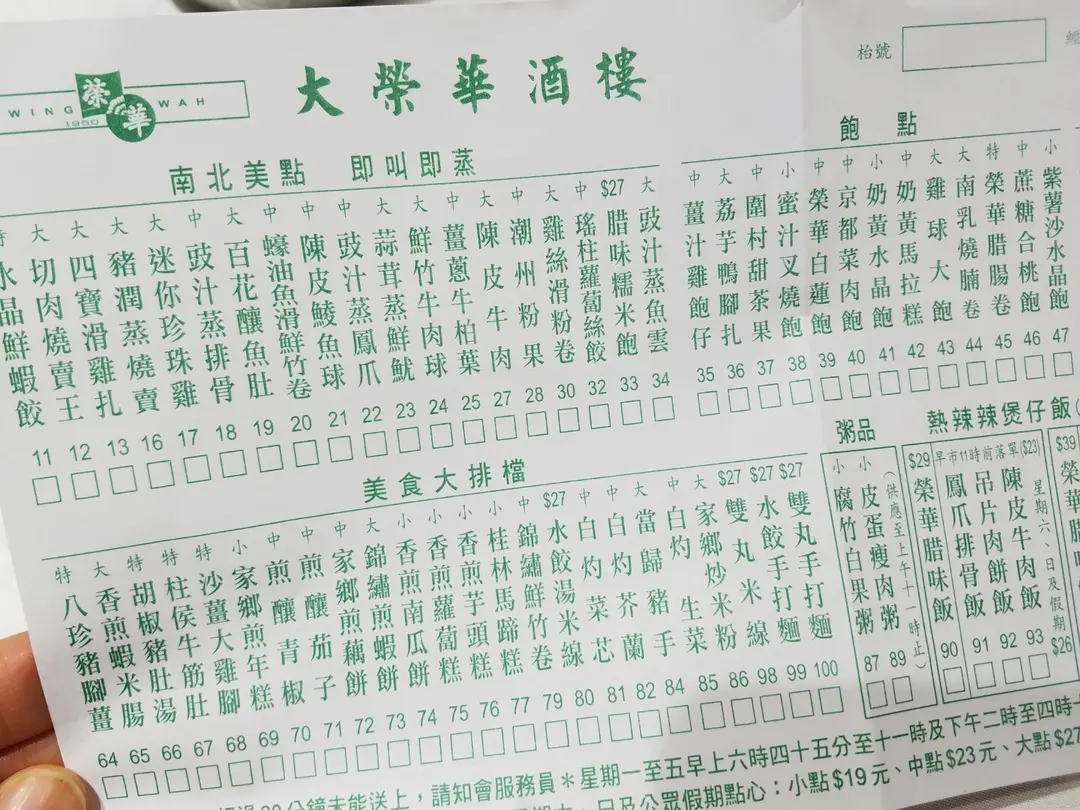 WING 榮華 WAH
1950
大榮華酒樓
枱號
南北美點 即叫即蒸
特 水晶鮮蝦餃 11
大 切肉燒賣王 12
大 四寶滑雞扎 13
大 豬潤蒸燒賣 16
大 迷你珍珠雞 17
中 豉汁蒸排骨 18
大 百花釀魚肚 19
中 蠔油魚滑鮮竹卷 20
中 陳皮鯪魚球 21
中 豉汁蒸鳳爪 22
大 蒜茸蒸鮮魷 23
大 鮮竹牛肉球 24
中 薑蔥牛柏葉 25
大 陳皮牛肉 27
中 潮州粉果 28
大 雞絲滑粉卷 30
中 瑤柱蘿蔔絲餃 32
$27 腊味糯米飽 33
大 豉汁蒸魚雲 34
飽點
中 薑汁雞飽仔 35
大 荔芋鴨腳扎 36
中 圍村甜茶果 37
小 蜜汁叉燒飽 38
中 榮華白蓮飽 39
中 京都菜肉飽 40
小 奶黃水晶飽 41
中 奶黃馬拉糕 42
大 雞球大飽 43
大 南乳燒腩卷 44
特 榮華腊腸卷 45
中 蔗糖合桃飽 46
小 紫薯沙水晶飽 47
美食大排檔
特 八珍豬腳薑 64
大 香煎蝦米腸 65
特 胡椒豬肚湯 66
特 柱侯牛筋肚 67
特 沙薑大雞腳 68
小 家鄉煎年糕 69
中 煎釀青椒 70
中 煎釀茄子 71
中 家鄉煎藕餅 72
大 錦繡煎蝦餅 73
小 香煎南瓜餅 74
小 香煎蘿蔔糕 75
小 香煎芋頭糕 76
小 桂林馬蹄糕 77
中 錦繡鮮竹卷 79
$27 水餃湯米線 80
中 白灼菜芯 81
中 白灼芥蘭 82
大 當歸豬手 84
中 白灼生菜 85
大 家鄉炒米粉 86
$27 雙丸米線 98
$27 水餃手打麵 99
$27 雙丸手打麵 100
粥品
小 腐竹白果粥 87
小 皮蛋瘦肉粥 89
(供應至上午十一時止)
熱辣辣煲仔飯(
$29 榮華腊味飯 90
早市11時前落單($23)
鳳爪排骨飯 91
吊片肉餅飯 92
陳皮牛肉飯 93
星期六、日及假期$26
$39 榮華腊味
分鐘未能送上,請知會服務員*星期一至五早上六時四十五分至十一時及下午二時至四時
日及公眾假期點心:小點$19元、中點$23元、大點$27